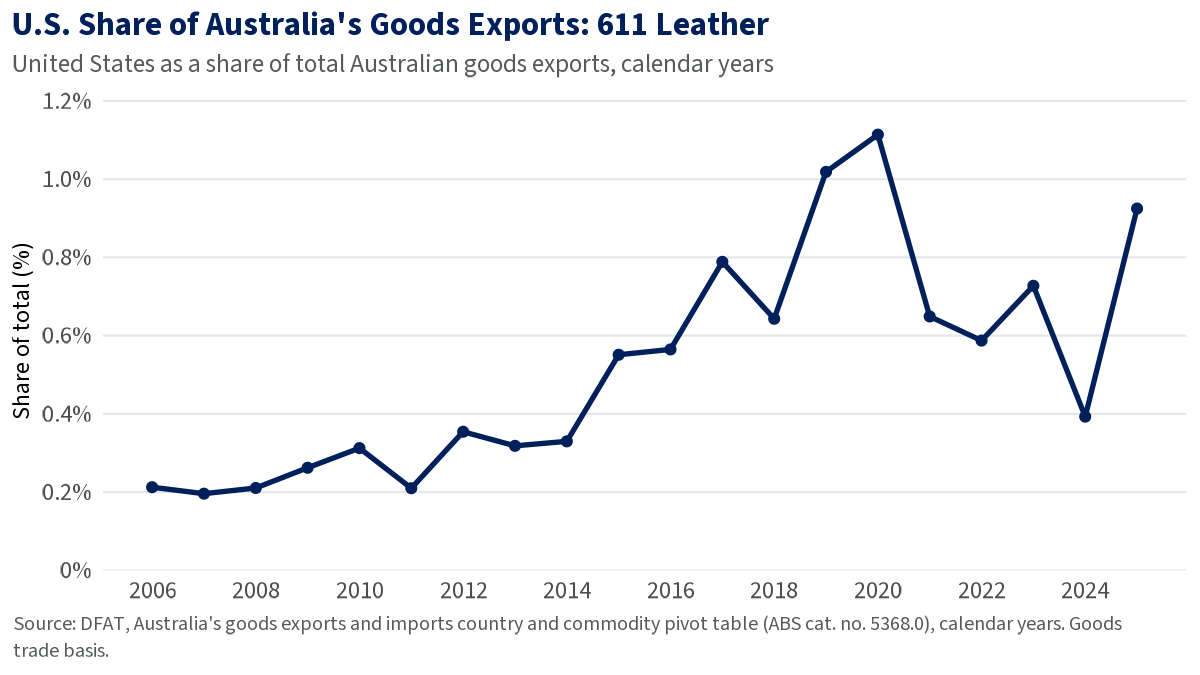 U.S. Share of Australia's Goods Exports: 611 Leather
United States as a share of total Australian goods exports, calendar years
Share of total (%)
1.2%
1.0%
0.8%
0.6%
0.4%
0.2%
0%
2006 2008 2010 2012 2014 2016 2018 2020 2022 2024
Source: DFAT, Australia's goods exports and imports country and commodity pivot table (ABS cat. no. 5368.0), calendar years. Goods
trade basis.